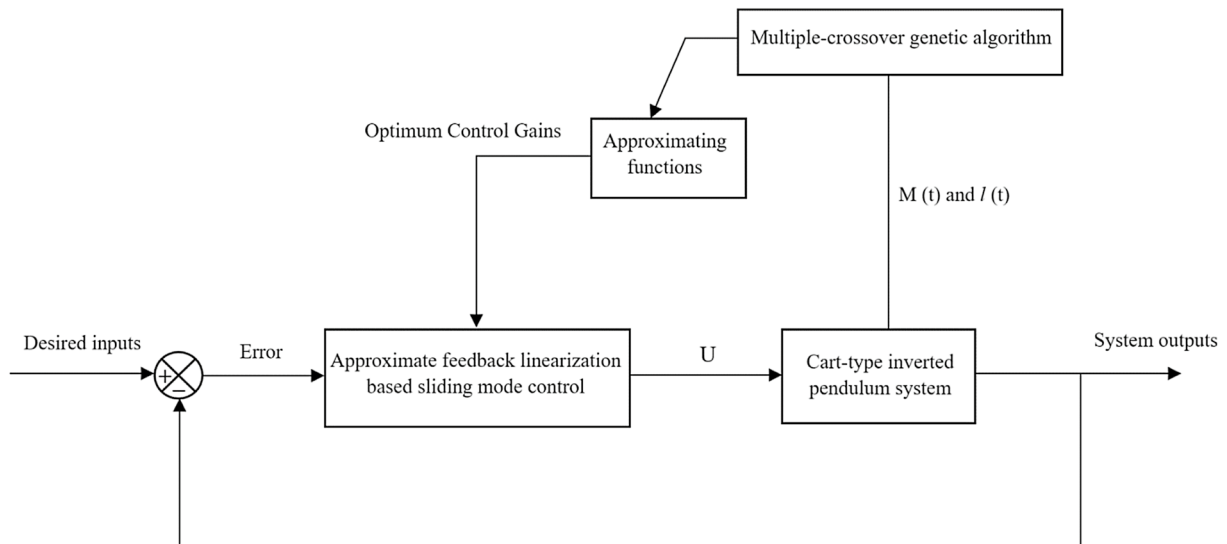 Multiple-crossover genetic algorithm
Optimum Control Gains
Approximating
functions
M (t) and l (t)
Desired inputs
+
−
Error
Approximate feedback linearization
based sliding mode control
U
Cart-type inverted
pendulum system
System outputs